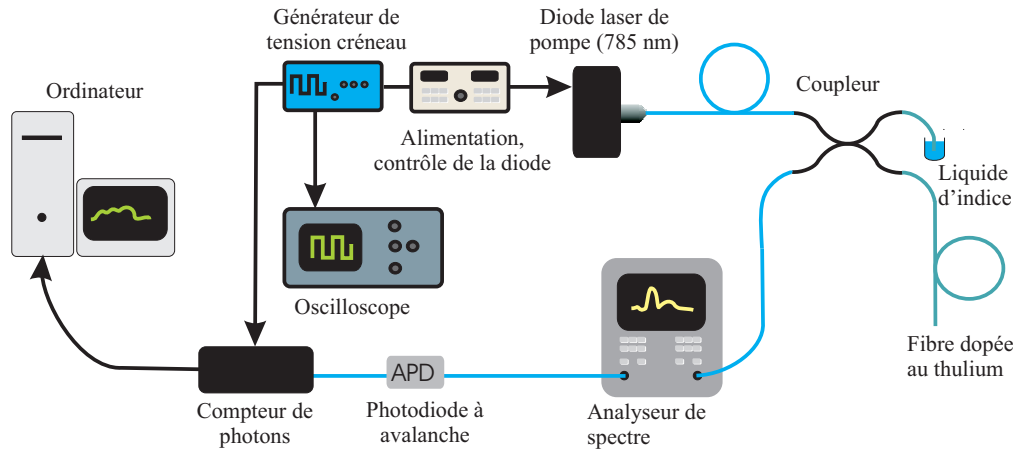 Générateur de
tension créneau
Diode laser de
pompe (785 nm)
Ordinateur
Coupleur
Alimentation,
contrôle de la diode
Liquide
d'indice
Oscilloscope
Fibre dopée
au thulium
APD
Compteur de
photons
Photodiode à
avalanche
Analyseur de
spectre